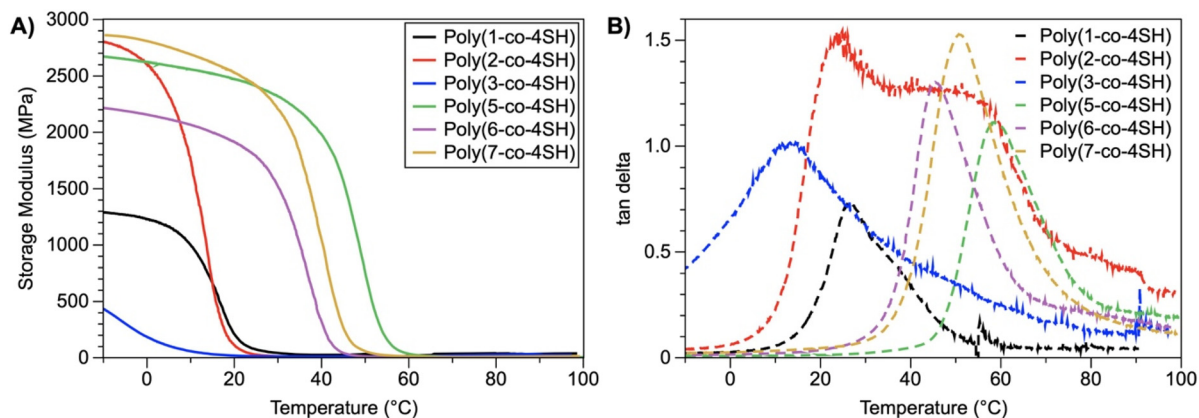 A)
3000
2500
2000
1500
1000
500
0
Storage Modulus (MPa)
0
20
40
60
80
100
Temperature (°C)
Poly(1-co-4SH)
Poly(2-co-4SH)
Poly(3-co-4SH)
Poly(5-co-4SH)
Poly(6-co-4SH)
Poly(7-co-4SH)
B)
1.5
1.0
0.5
0
tan delta
0
20
40
60
80
100
Temperature (°C)
Poly(1-co-4SH)
Poly(2-co-4SH)
Poly(3-co-4SH)
Poly(5-co-4SH)
Poly(6-co-4SH)
Poly(7-co-4SH)